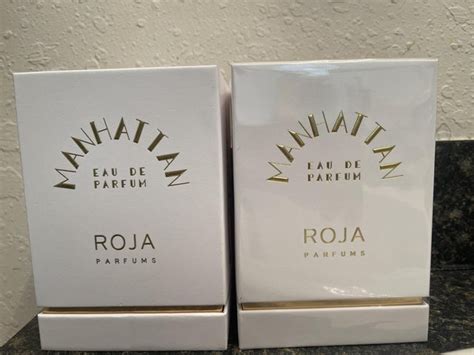 MANHATTAN
EAU DE
PARFUM
ROJA
PARFUMS
MANHATTAN
EAU DE
PARFUM
ROJA
PARFUMS